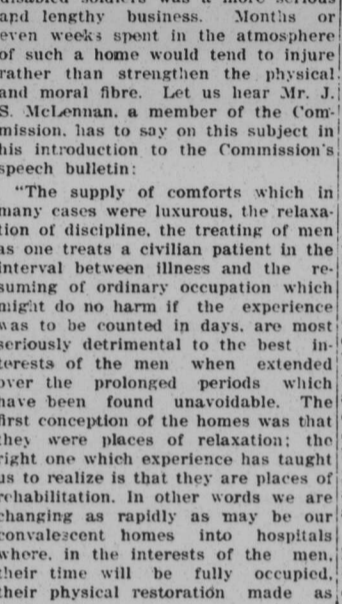 disabled soldiers was a more serious
and lengthy business. Months or
even weeks spent in the atmosphere
of such a home would tend to injure
rather than strengthen the physical
and moral fibre. Let us hear Mr. J.
S. McLennan, a member of the Com-
mission, has to say on this subject in
his introduction to the Commission's
speech bulletin:
"The supply of comforts which in
many cases were luxurous, the relaxa-
tion of discipline, the treating of men
as one treats a civilian patient in the
interval between illness and the re-
suming of ordinary occupation which
might do no harm if the experience
was to be counted in days, are most
seriously detrimental to the best in-
terests of the men when extended
over the prolonged periods which
have been found unavoidable. The
first conception of the homes was that
they were places of relaxation; the
right one which experience has taught
us to realize is that they are places of
rehabilitation. In other words we are
changing as rapidly as may be our
convalescent homes into hospitals
where, in the interests of the men,
their time will be fully occupied,
their physical restoration made as